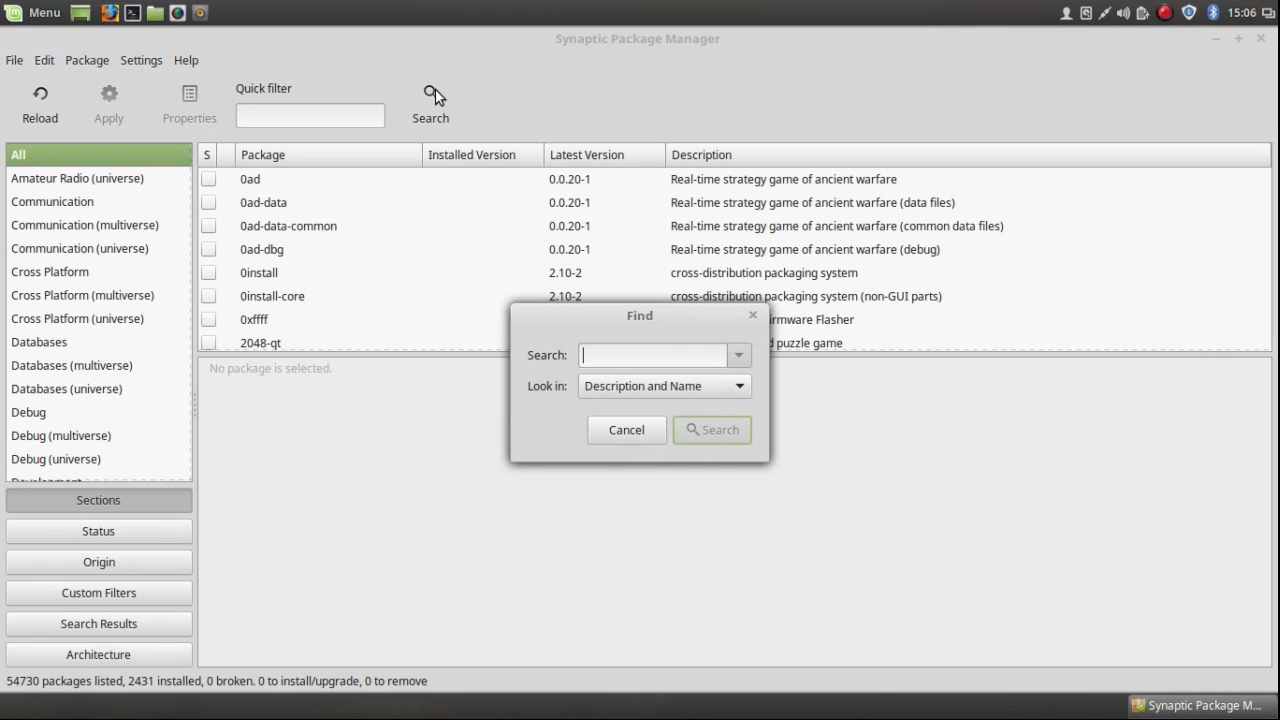 Menu
15:06
Synaptic Package Manager
File Edit Package Settings Help
Reload
Apply
Properties
Quick filter
Search
All
Amateur Radio (universe)
Communication
Communication (multiverse)
Communication (universe)
Cross Platform
Cross Platform (multiverse)
Cross Platform (universe)
Databases
Databases (multiverse)
Databases (universe)
Debug
Debug (multiverse)
Debug (universe)
Development
Sections
Status
Origin
Custom Filters
Search Results
Architecture
S Package Installed Version Latest Version Description
0ad 0.0.20-1 Real-time strategy game of ancient warfare
0ad-data 0.0.20-1 Real-time strategy game of ancient warfare (data files)
0ad-data-common 0.0.20-1 Real-time strategy game of ancient warfare (common data files)
0ad-dbg 0.0.20-1 Real-time strategy game of ancient warfare (debug)
0install 2.10-2 cross-distribution packaging system
0install-core 2.10-2 cross-distribution packaging system (non-GUI parts)
0xffff Flasher
2048-qt puzzle game
No package is selected.
Find
Search:
Look in: Description and Name
Cancel Search
54730 packages listed, 2431 installed, 0 broken. 0 to install/upgrade, 0 to remove
Synaptic Package M...